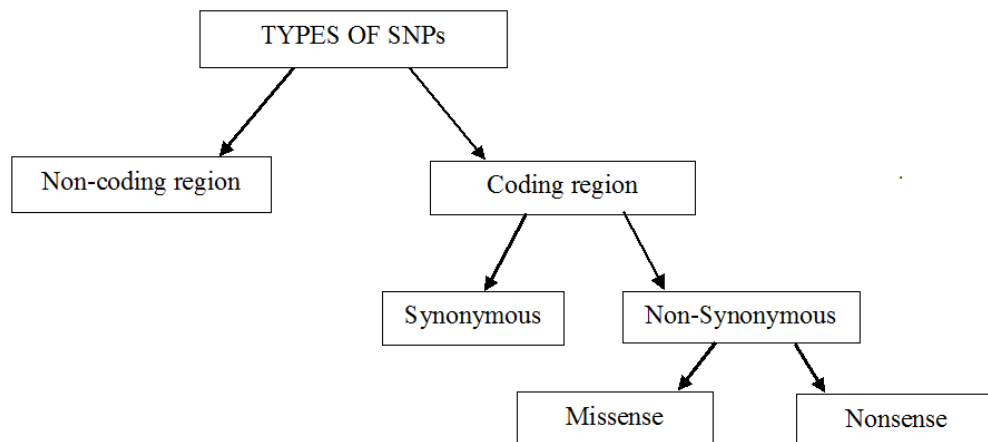 TYPES OF SNPs
Non-coding region
Coding region
Synonymous
Non-Synonymous
Missense
Nonsense